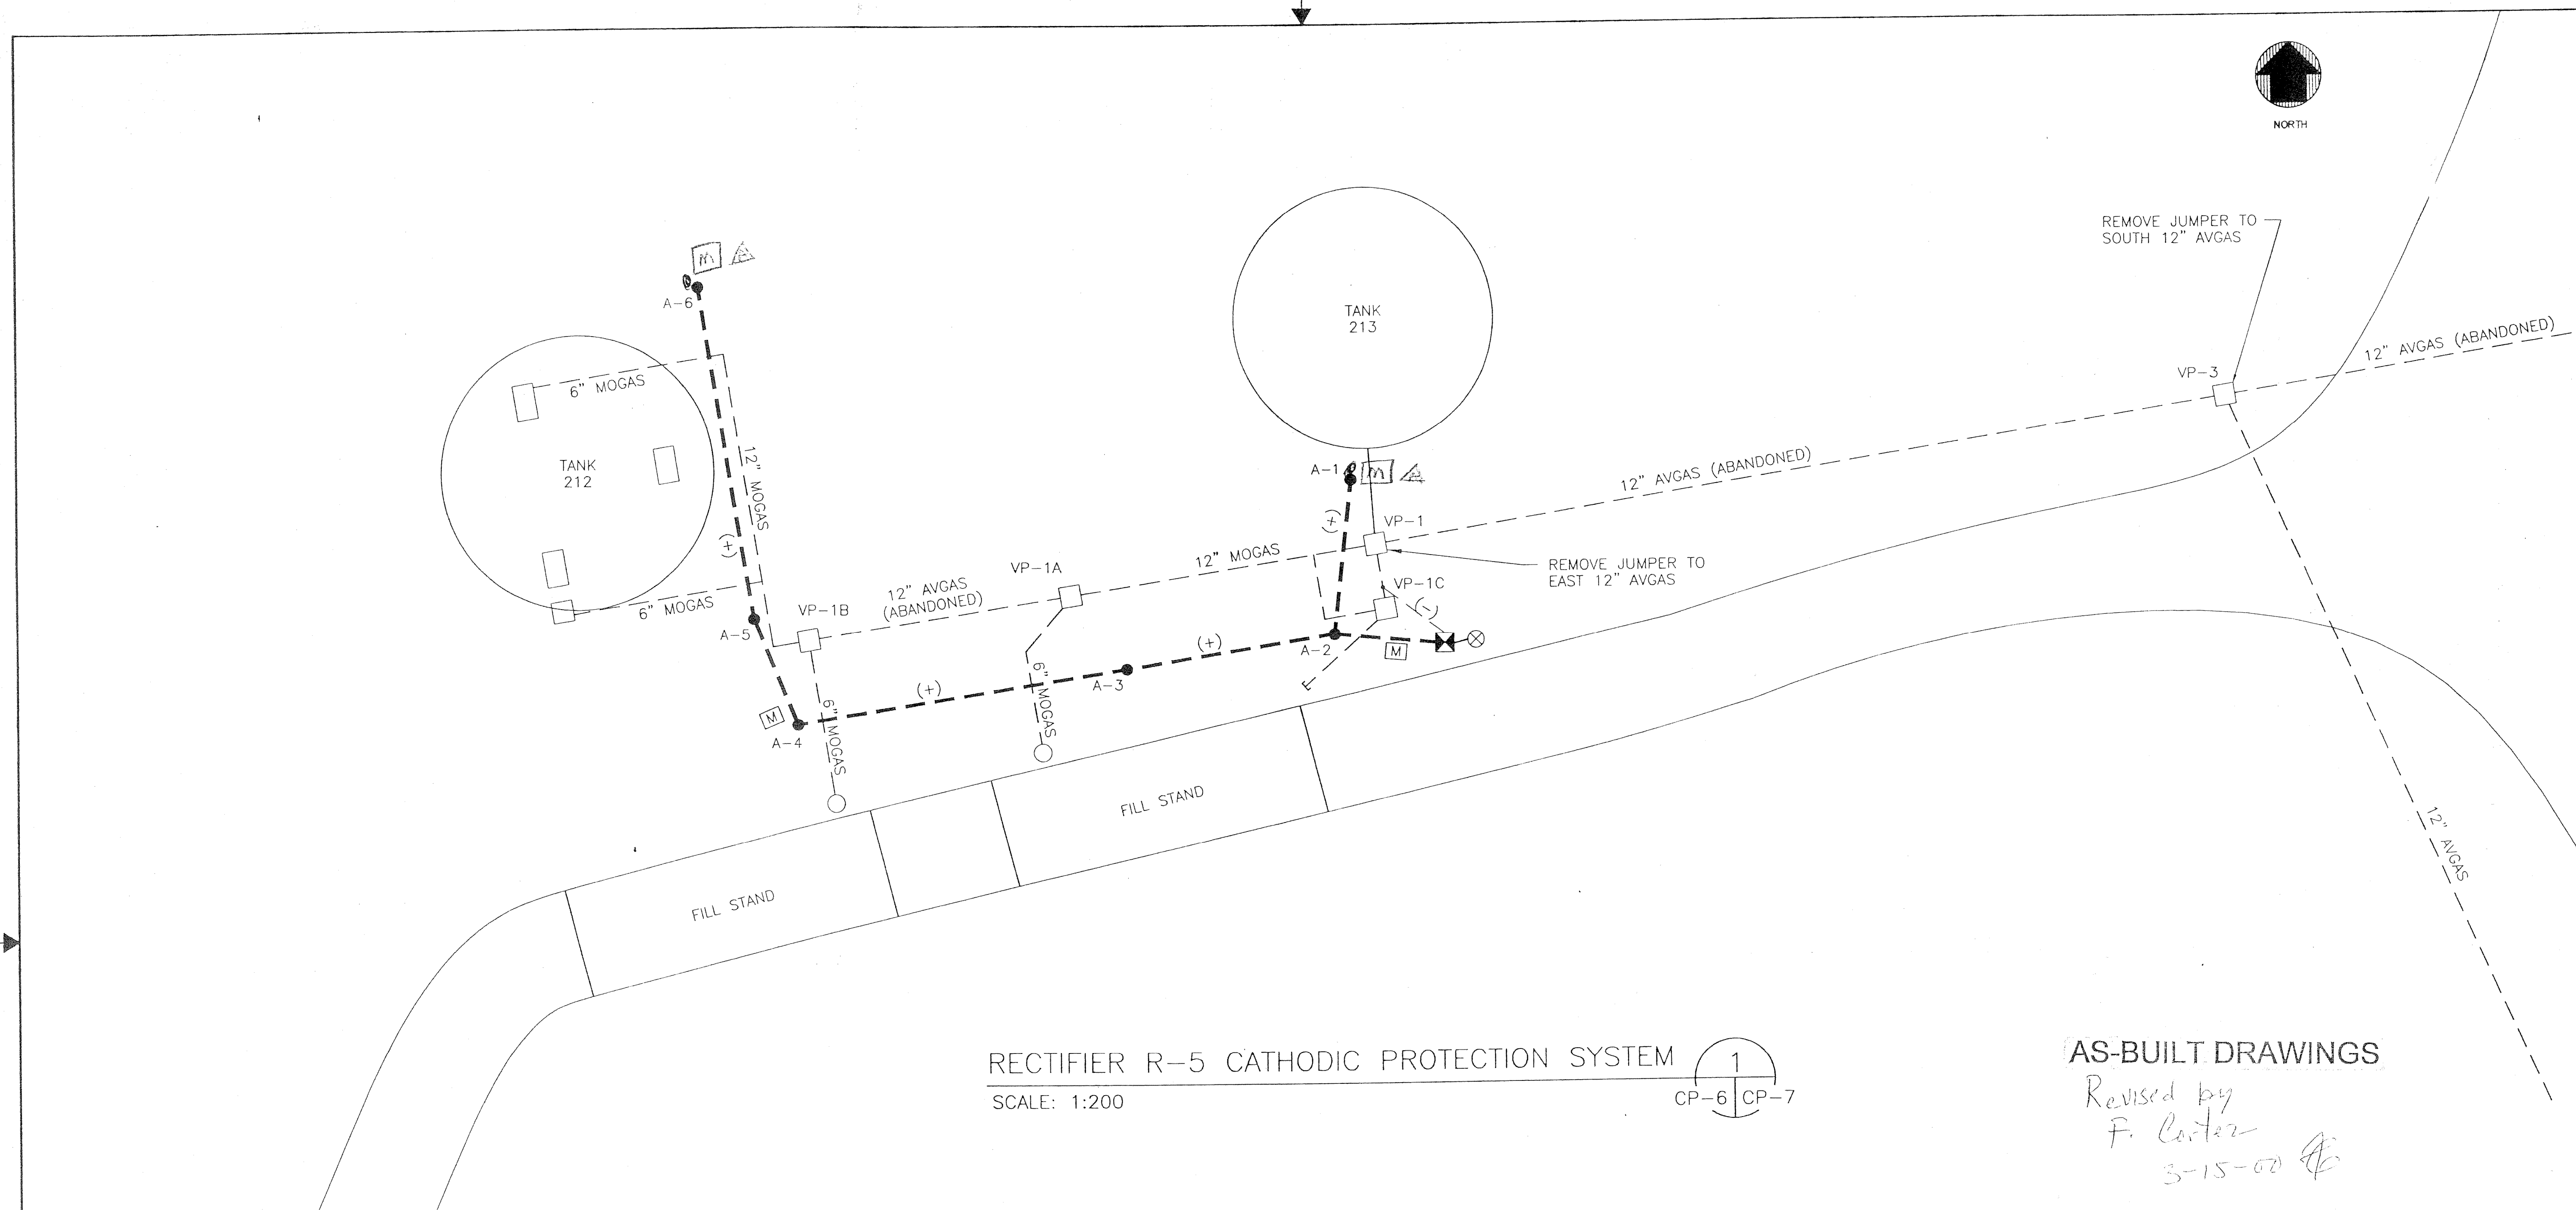 NORTH
REMOVE JUMPER TO
SOUTH 12" AVGAS
M
A-6
TANK
213
12" AVGAS (ABANDONED)
VP-3
6" MOGAS
TANK
212
12" MOGAS
(+)
A-1
M
12" AVGAS (ABANDONED)
(+)
VP-1
12" MOGAS
REMOVE JUMPER TO
EAST 12" AVGAS
VP-1A
VP-1C
(-)
12" AVGAS
(ABANDONED)
6" MOGAS
VP-1B
A-5
A-2
M
(+)
A-3
6" MOGAS
(+)
M
A-4
6" MOGAS
FILL STAND
FILL STAND
12" AVGAS
RECTIFIER R-5 CATHODIC PROTECTION SYSTEM
1
SCALE: 1:200
CP-6
CP-7
AS-BUILT DRAWINGS
Revised by
F. Cortez
3-15-00